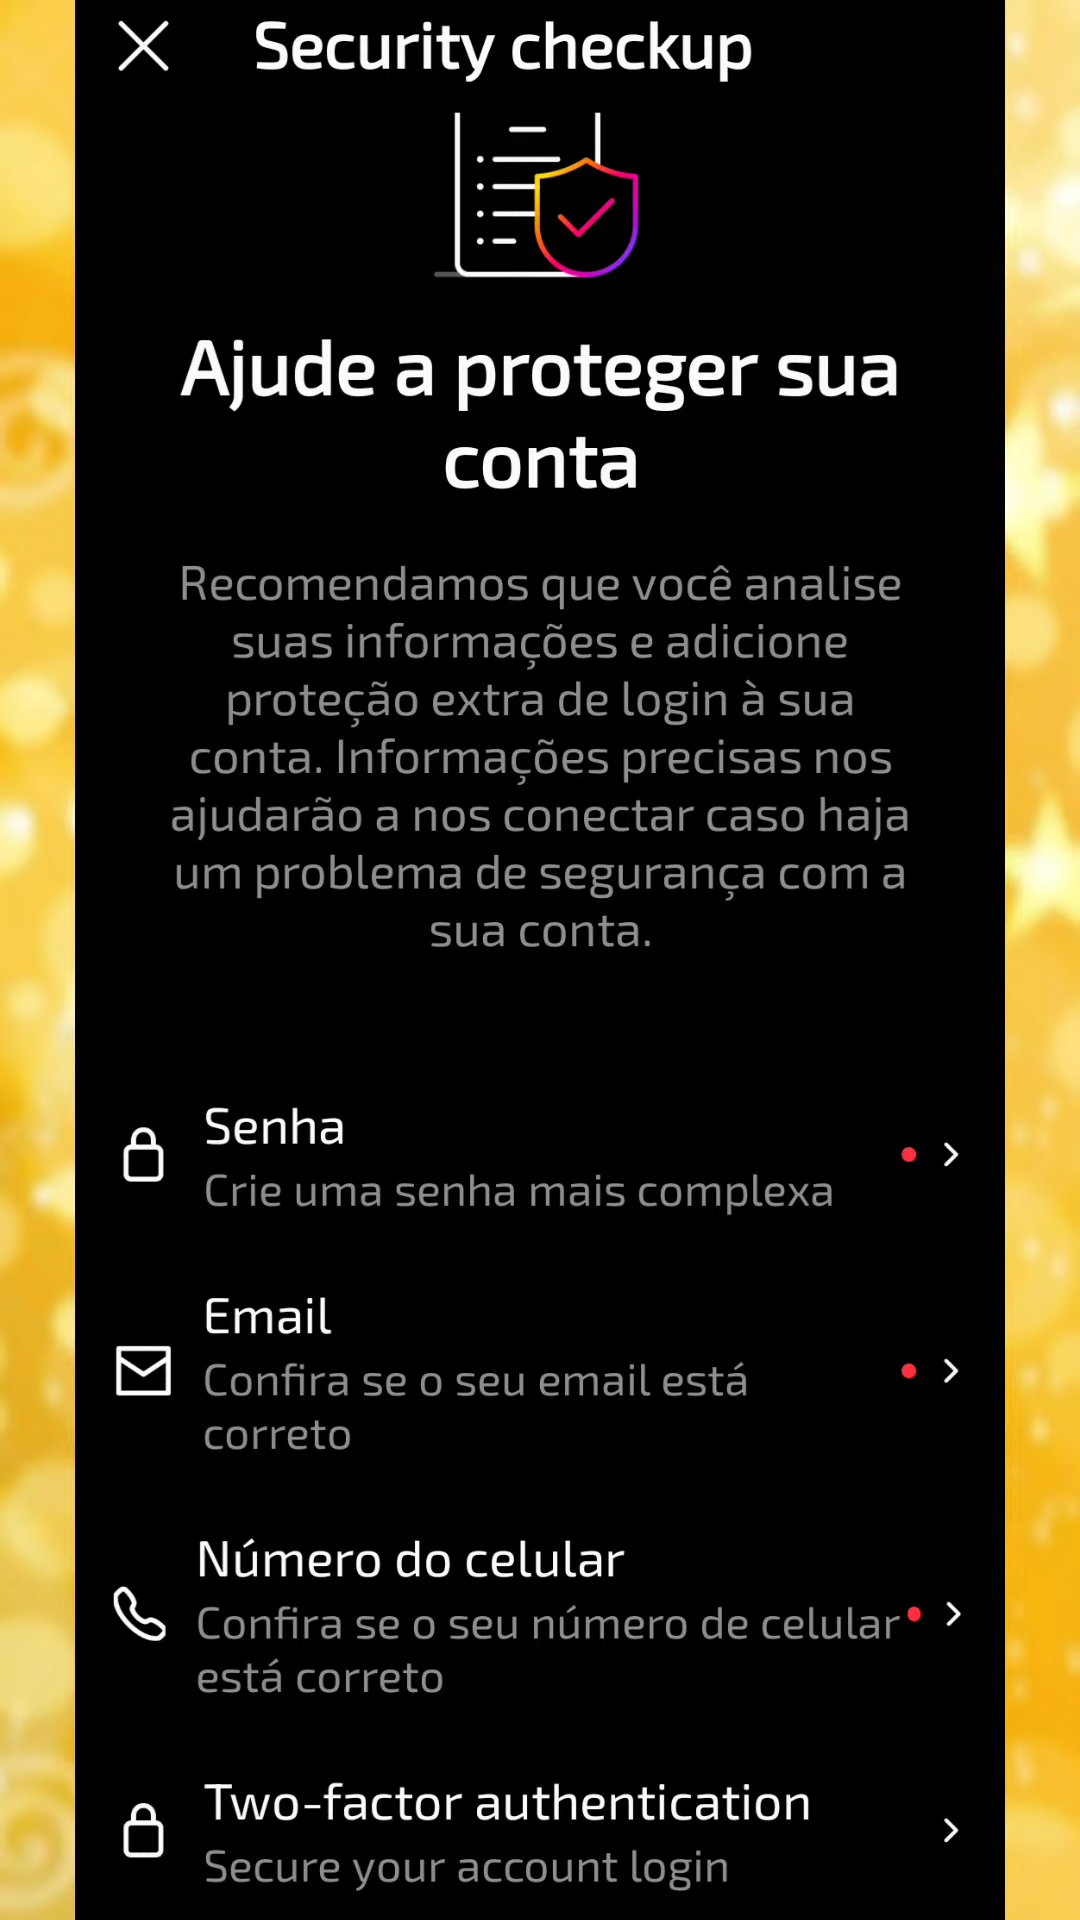 Security checkup
Ajude a proteger sua
conta
Recomendamos que você analise
suas informações e adicione
proteção extra de login à sua
conta. Informações precisas nos
ajudarão a nos conectar caso haja
um problema de segurança com a
sua conta.
Senha
Crie uma senha mais complexa
Email
Confira se o seu email está
correto
Número do celular
Confira se o seu número de celular
está correto
Two-factor authentication
Secure your account login